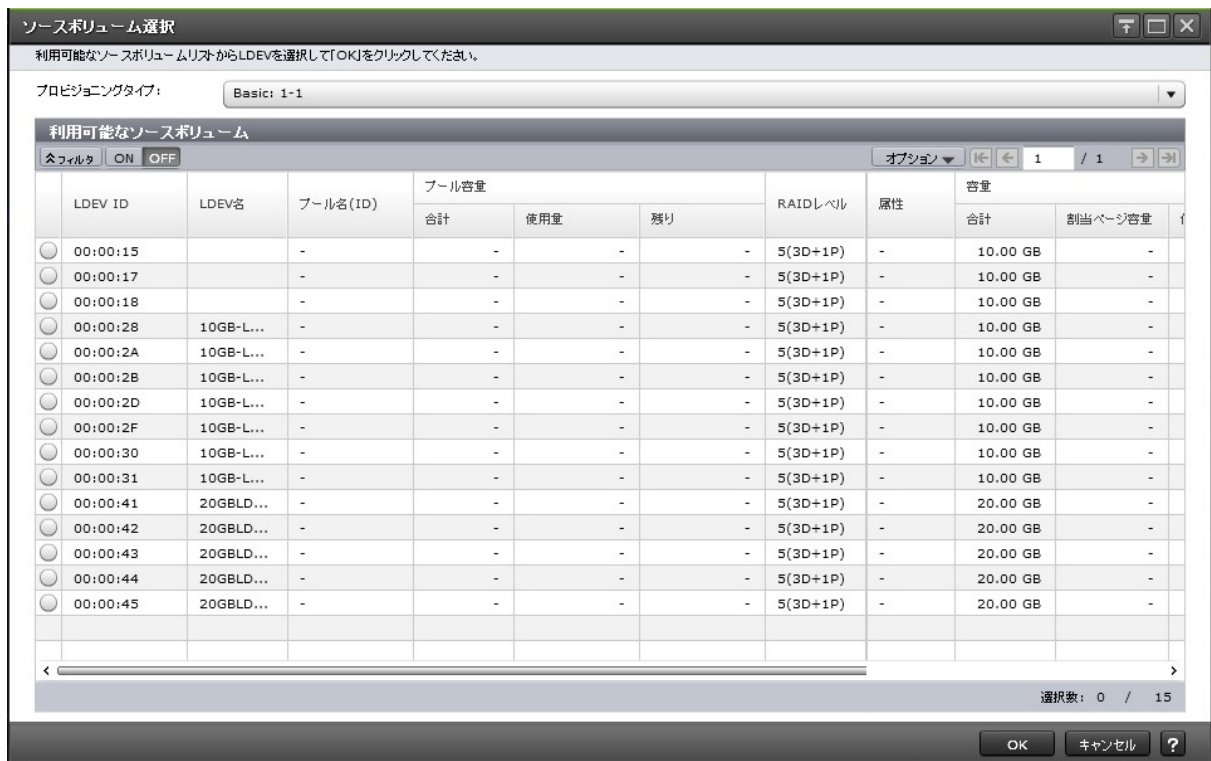 ソースボリューム選択
利用可能なソースボリュームリストからLDEVを選択して「OK」をクリックしてください。
プロビジョニングタイプ: Basic: 1-1
利用可能なソースボリューム
フィルタ ON OFF オプション 1 / 1
LDEV ID LDEV名 プール名(ID) プール容量 RAIDレベル 属性 容量
合計 使用量 残り 合計 割当ページ容量
00:00:15 - - - - 5(3D+1P) - 10.00 GB -
00:00:17 - - - - 5(3D+1P) - 10.00 GB -
00:00:18 - - - - 5(3D+1P) - 10.00 GB -
00:00:28 10GB-L... - - - - 5(3D+1P) - 10.00 GB -
00:00:2A 10GB-L... - - - - 5(3D+1P) - 10.00 GB -
00:00:2B 10GB-L... - - - - 5(3D+1P) - 10.00 GB -
00:00:2D 10GB-L... - - - - 5(3D+1P) - 10.00 GB -
00:00:2F 10GB-L... - - - - 5(3D+1P) - 10.00 GB -
00:00:30 10GB-L... - - - - 5(3D+1P) - 10.00 GB -
00:00:31 10GB-L... - - - - 5(3D+1P) - 10.00 GB -
00:00:41 20GBLD... - - - - 5(3D+1P) - 20.00 GB -
00:00:42 20GBLD... - - - - 5(3D+1P) - 20.00 GB -
00:00:43 20GBLD... - - - - 5(3D+1P) - 20.00 GB -
00:00:44 20GBLD... - - - - 5(3D+1P) - 20.00 GB -
00:00:45 20GBLD... - - - - 5(3D+1P) - 20.00 GB -
選択数: 0 / 15
OK キャンセル ?